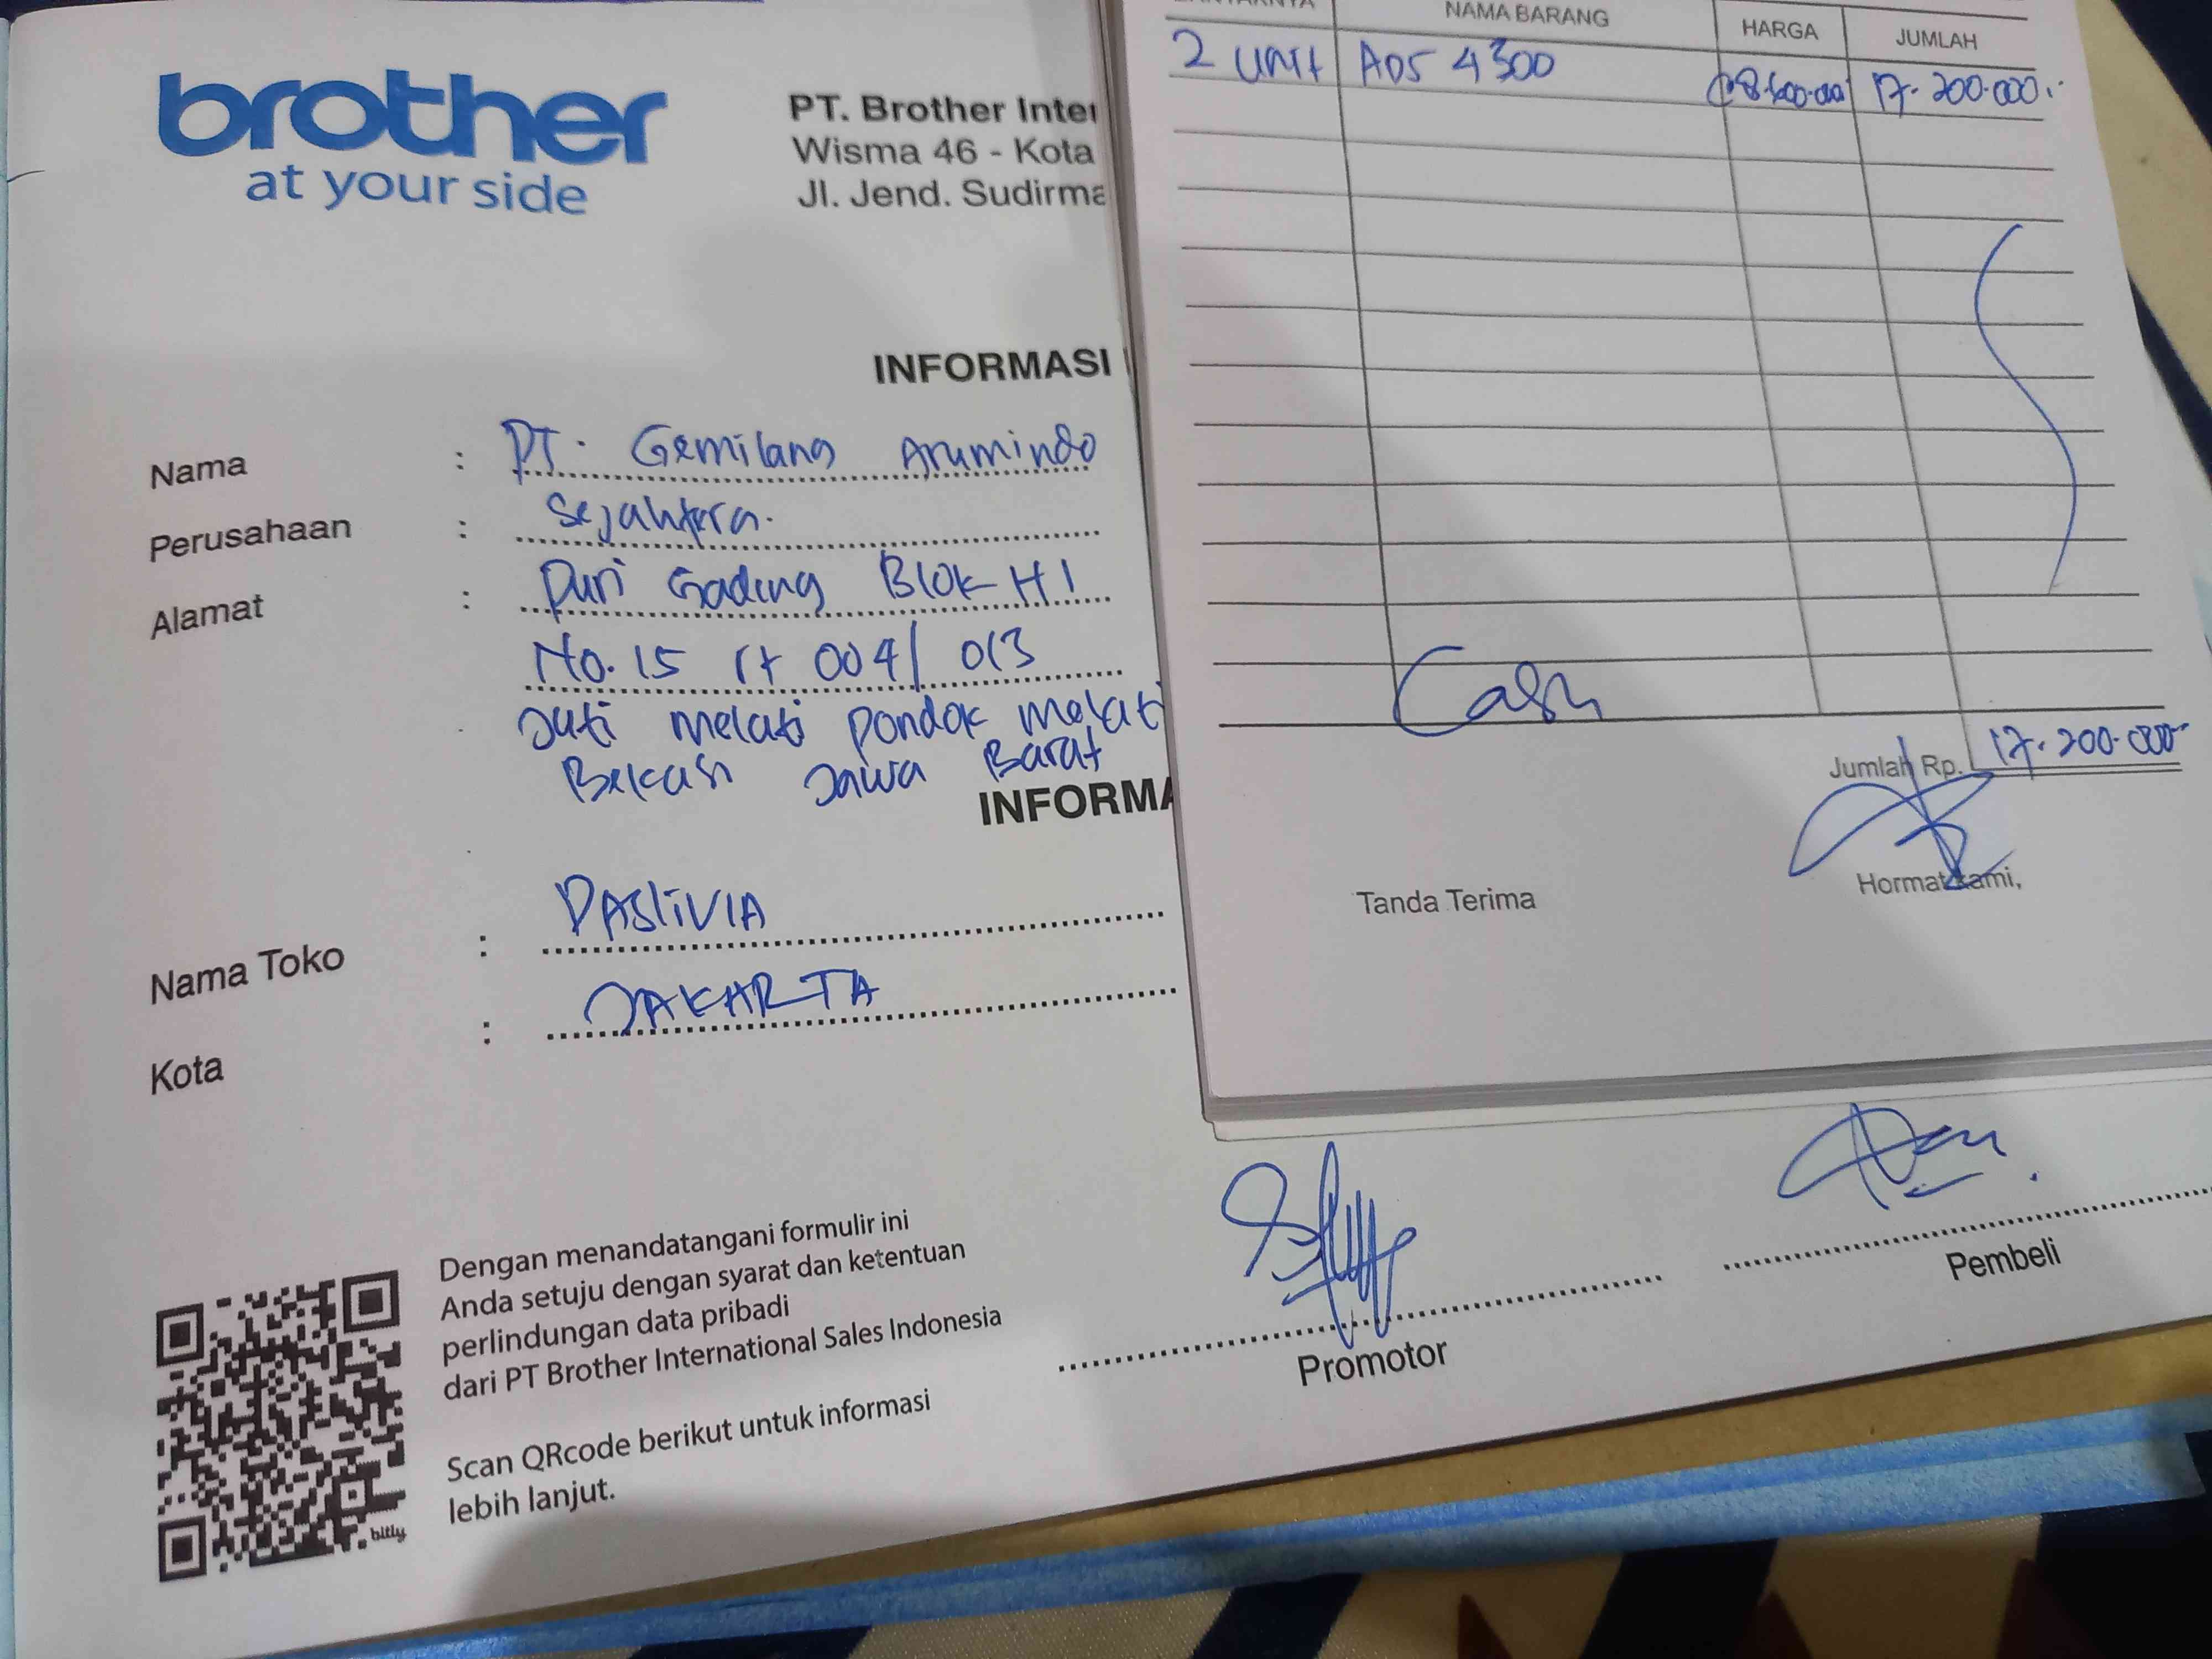 brother
at your side
PT. Brother Inter
Wisma 46 - Kota
Jl. Jend. Sudirma
INFORMASI
Nama : PT. Gemilang Arumindo
Perusahaan : Sejahtera.
Alamat : Puri Gading Blok H1
No. 15 rt 004/ 013
Jati melati pondok melati
Bekasi Jawa Barat
INFORMA
Nama Toko : PASLIVIA
Kota : JAKARTA
Dengan menandatangani formulir ini
Anda setuju dengan syarat dan ketentuan
perlindungan data pribadi
dari PT Brother International Sales Indonesia
Scan QRcode berikut untuk informasi
lebih lanjut.
bitly
Promotor
Pembeli
NAMA BARANG HARGA JUMLAH
2 unit ADS 4300 8.600.000 17.200.000.-
Cash
Jumlah Rp. 17.200.000
Tanda Terima
Hormat kami,